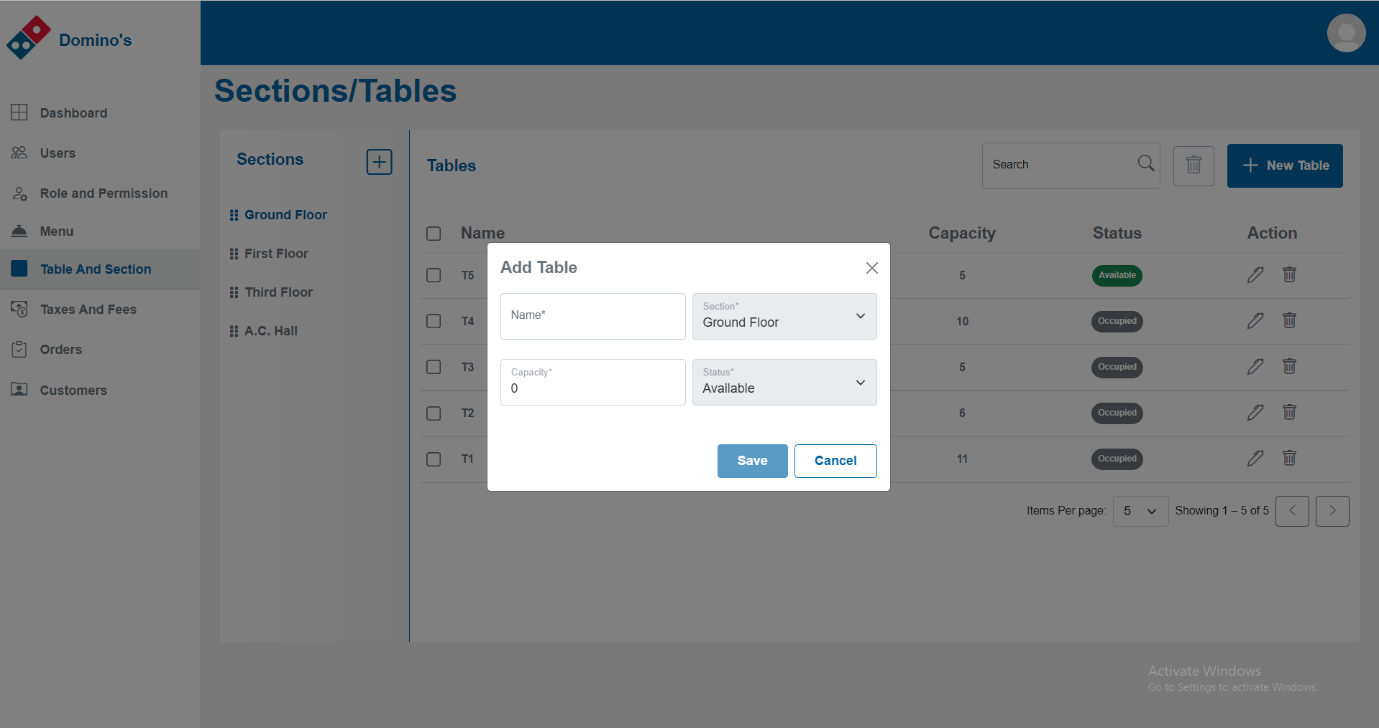 Domino's
Dashboard
Users
Role and Permission
Menu
Table And Section
Taxes And Fees
Orders
Customers
Sections/Tables
Sections
Ground Floor
First Floor
Third Floor
A.C. Hall
Tables
Search
New Table
Name Capacity Status Action
T5 5 Available
T4 10 Occupied
T3 5 Occupied
T2 6 Occupied
T1 11 Occupied
Items Per page: 5 Showing 1 – 5 of 5
Add Table
Name*
Section*
Ground Floor
Capacity*
0
Status*
Available
Save Cancel
Activate Windows
Go to Settings to activate Windows.